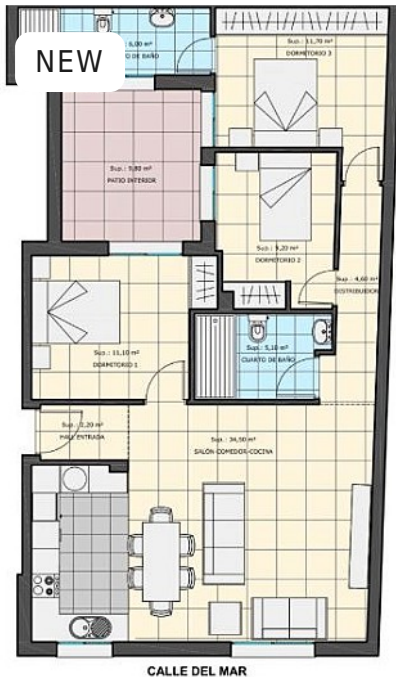 6,00 m²
O DE BAÑO
Sup.: 11,70 m²
DORMITORIO 3
NEW
Sup.: 9,80 m²
PATIO INTERIOR
Sup.: 9,20 m²
DORMITORIO 2
Sup.: 4,60 m²
DISTRIBUIDOR
Sup.: 11,10 m²
DORMITORIO 1
Sup.: 5,10 m²
CUARTO DE BAÑO
Sup.: 2,20 m²
HALL ENTRADA
Sup.: 34,50 m²
SALÓN-COMEDOR-COCINA
CALLE DEL MAR